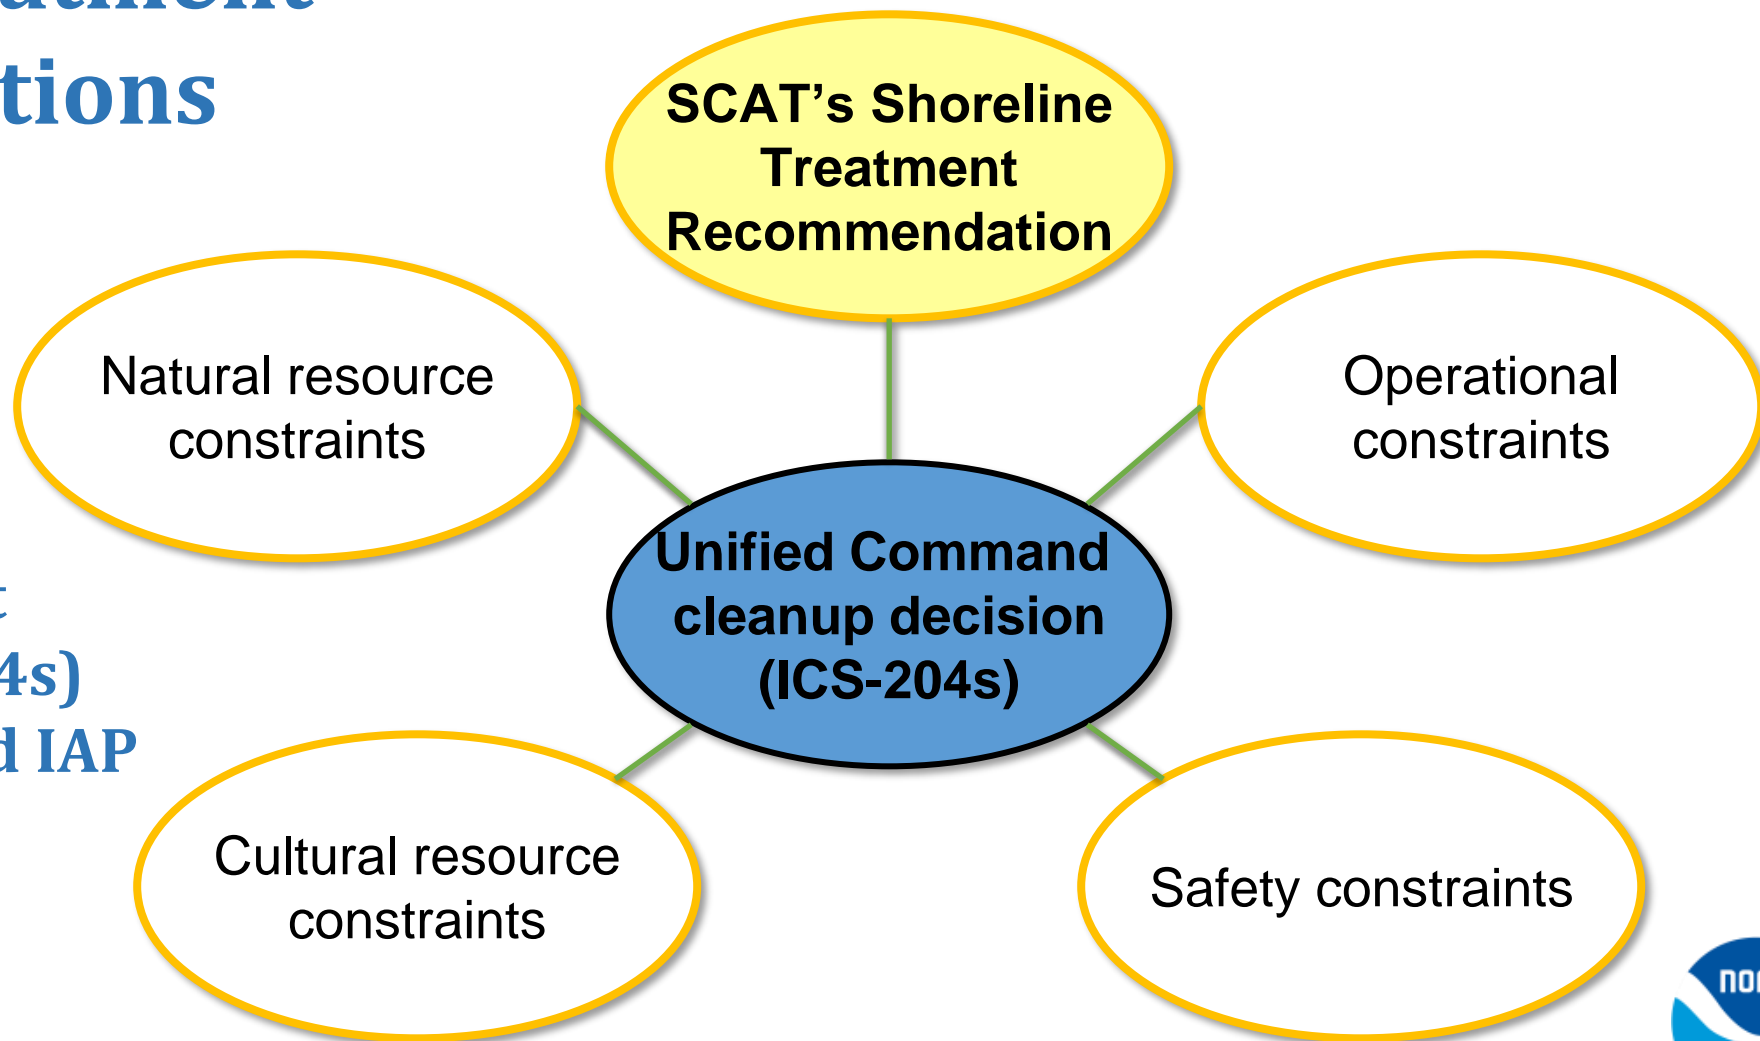 tions
SCAT's Shoreline
Treatment
Recommendation
Natural resource
constraints
Operational
constraints
Unified Command
cleanup decision
(ICS-204s)
4s)
d IAP
Cultural resource
constraints
Safety constraints